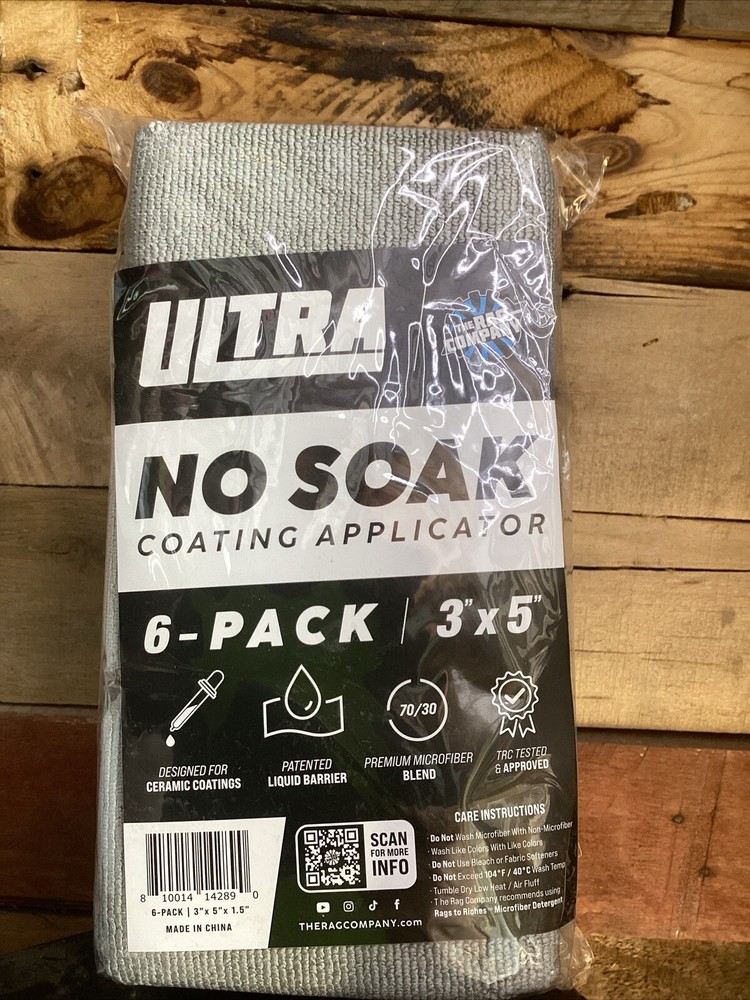 ULTRA
THE RAG
COMPANY
NO SOAK
COATING APPLICATOR
6-PACK | 3" x 5"
DESIGNED FOR
CERAMIC COATINGS
PATENTED
LIQUID BARRIER
70/30
PREMIUM MICROFIBER
BLEND
TRC TESTED
& APPROVED
8 10014 14289 0
6-PACK | 3" x 5" x 1.5"
MADE IN CHINA
SCAN
FOR MORE
INFO
THERAGCOMPANY.com
CARE INSTRUCTIONS
· Do Not Wash Microfiber With Non-Microfiber
· Wash Like Colors With Like Colors
· Do Not Use Bleach or Fabric Softeners
· Do Not Exceed 104°F / 40°C Wash Temp
· Tumble Dry Low Heat / Air Fluff
· The Rag Company recommends using
Rags to Riches™ Microfiber Detergent